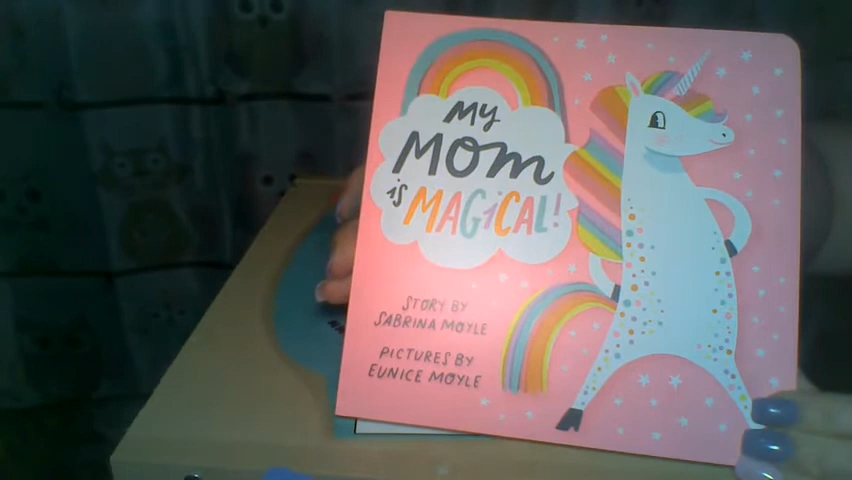 My
MOM
is MAGiCAL!
STORY BY
SABRINA MOYLE
PICTURES BY
EUNICE MOYLE